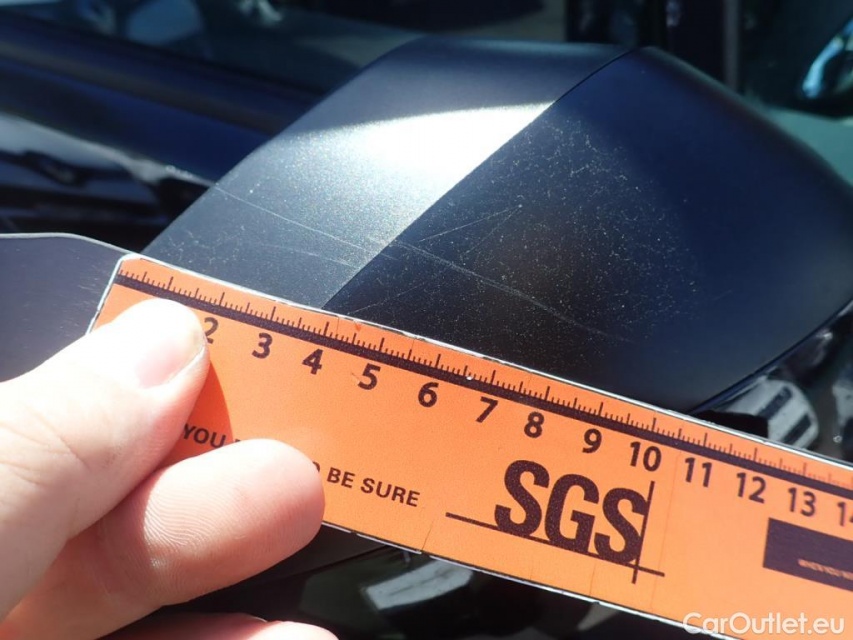 2 3 4 5 6 7 8 9 10 11 12 13 14
YOU
BE SURE
SGS
CarOutlet.eu